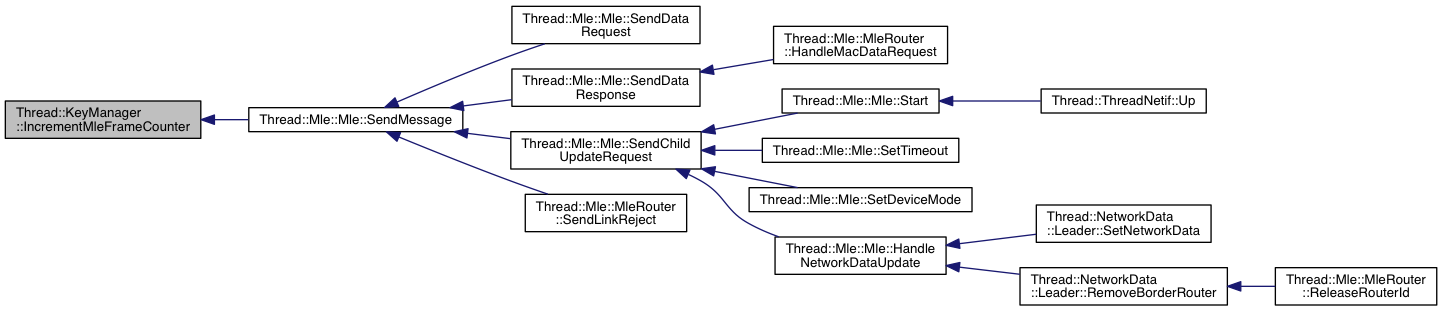 Thread::KeyManager
::IncrementMleFrameCounter
Thread::Mle::Mle::SendMessage
Thread::Mle::Mle::SendData
Request
Thread::Mle::Mle::SendData
Response
Thread::Mle::MleRouter
::HandleMacDataRequest
Thread::Mle::Mle::SendChild
UpdateRequest
Thread::Mle::Mle::Start
Thread::ThreadNetif::Up
Thread::Mle::Mle::SetTimeout
Thread::Mle::Mle::SetDeviceMode
Thread::Mle::Mle::Handle
NetworkDataUpdate
Thread::NetworkData
::Leader::SetNetworkData
Thread::NetworkData
::Leader::RemoveBorderRouter
Thread::Mle::MleRouter
::ReleaseRouterId
Thread::Mle::MleRouter
::SendLinkReject